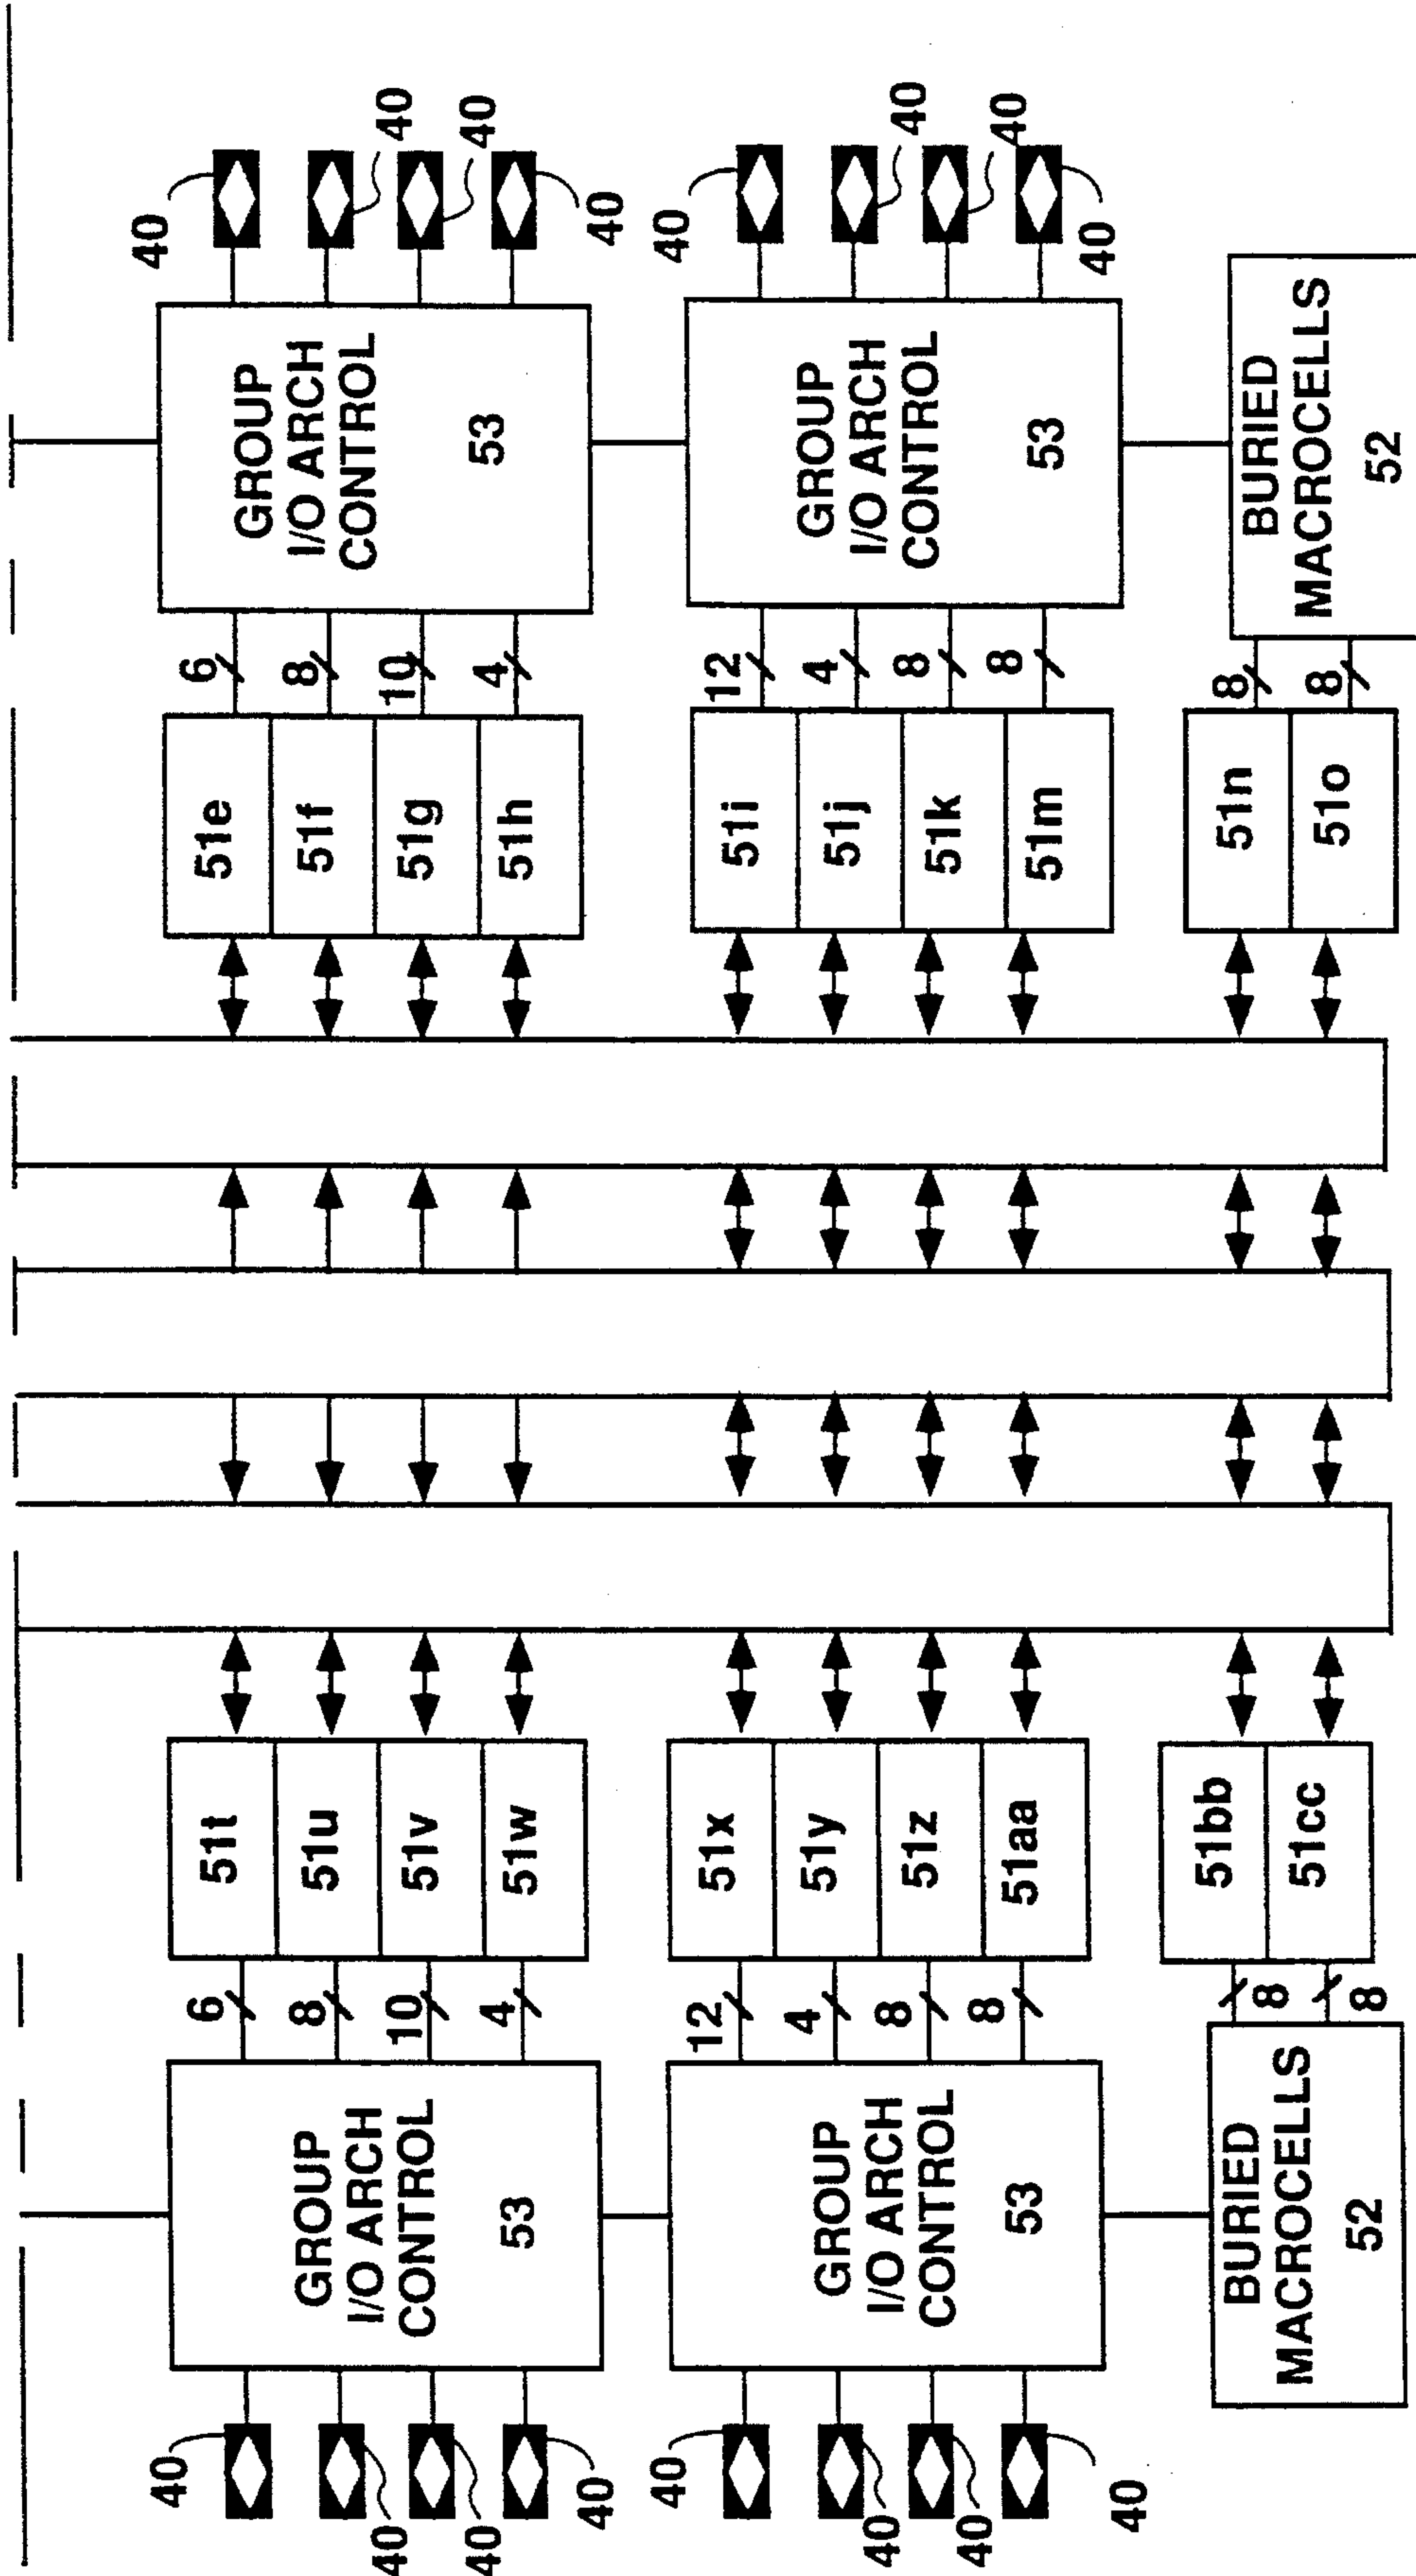 40
40
40
40
GROUP
I/O ARCH
CONTROL
53
6
8
10
4
51t
51u
51v
51w
51e
51f
51g
51h
6
8
10
4
GROUP
I/O ARCH
CONTROL
53
40
40
40
40
40
40
40
40
GROUP
I/O ARCH
CONTROL
53
12
4
8
8
51x
51y
51z
51aa
51i
51j
51k
51m
12
4
8
8
GROUP
I/O ARCH
CONTROL
53
40
40
40
40
BURIED
MACROCELLS
52
8
8
51bb
51cc
51n
51o
8
8
BURIED
MACROCELLS
52